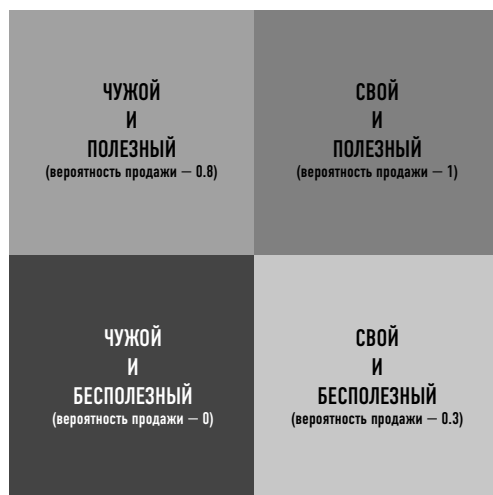 ЧУЖОЙ
И
ПОЛЕЗНЫЙ
(вероятность продажи — 0.8)
СВОЙ
И
ПОЛЕЗНЫЙ
(вероятность продажи — 1)
ЧУЖОЙ
И
БЕСПОЛЕЗНЫЙ
(вероятность продажи — 0)
СВОЙ
И
БЕСПОЛЕЗНЫЙ
(вероятность продажи — 0.3)